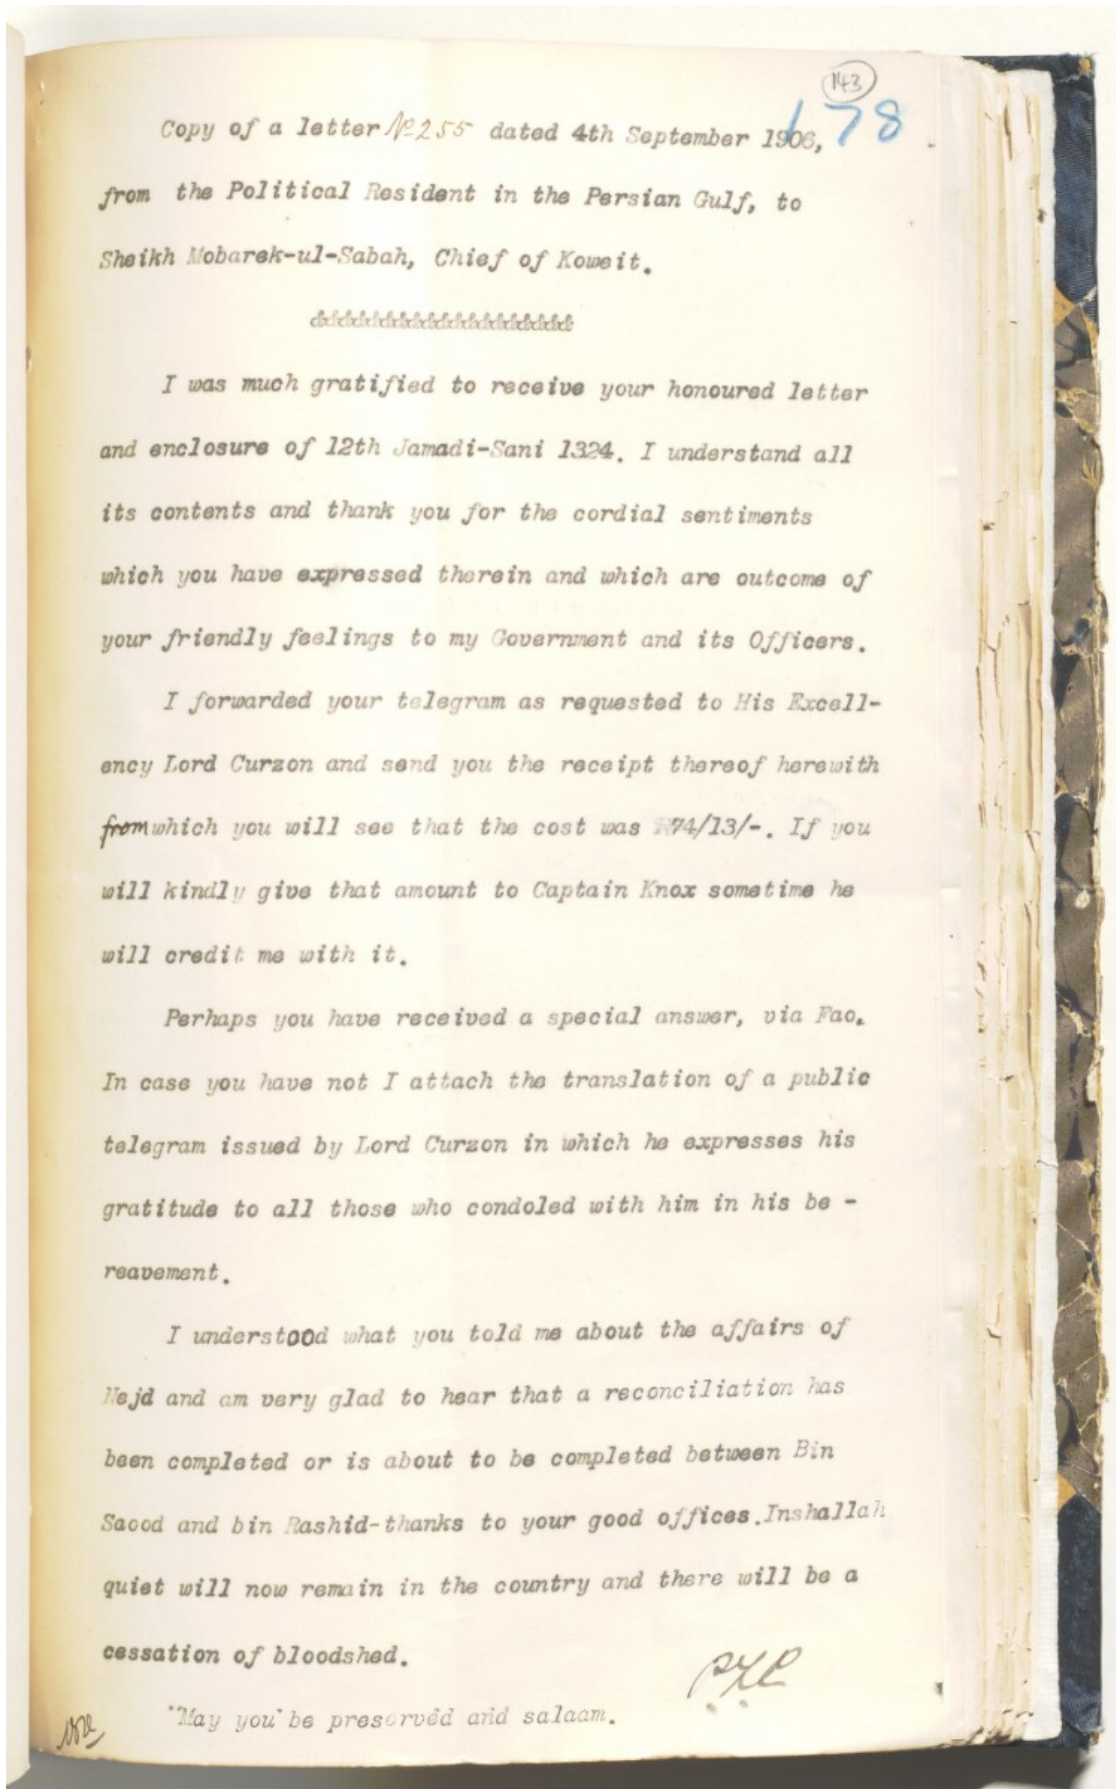 143
178
Copy of a letter №255 dated 4th September 1906,
from the Political Resident in the Persian Gulf, to
Sheikh Mobarek-ul-Sabah, Chief of Koweit.
&&&&&&&&&&&&&&&&&&&
I was much gratified to receive your honoured letter
and enclosure of 12th Jamadi-Sani 1324. I understand all
its contents and thank you for the cordial sentiments
which you have expressed therein and which are outcome of
your friendly feelings to my Government and its Officers.
I forwarded your telegram as requested to His Excell-
ency Lord Curzon and send you the receipt thereof herewith
from which you will see that the cost was R74/13/-. If you
will kindly give that amount to Captain Knox sometime he
will credit me with it.
Perhaps you have received a special answer, via Fao.
In case you have not I attach the translation of a public
telegram issued by Lord Curzon in which he expresses his
gratitude to all those who condoled with him in his be -
reavement.
I understood what you told me about the affairs of
Nejd and am very glad to hear that a reconciliation has
been completed or is about to be completed between Bin
Saood and bin Rashid-thanks to your good offices.Inshallah
quiet will now remain in the country and there will be a
cessation of bloodshed.
PZC
"May you be preserved and salaam.